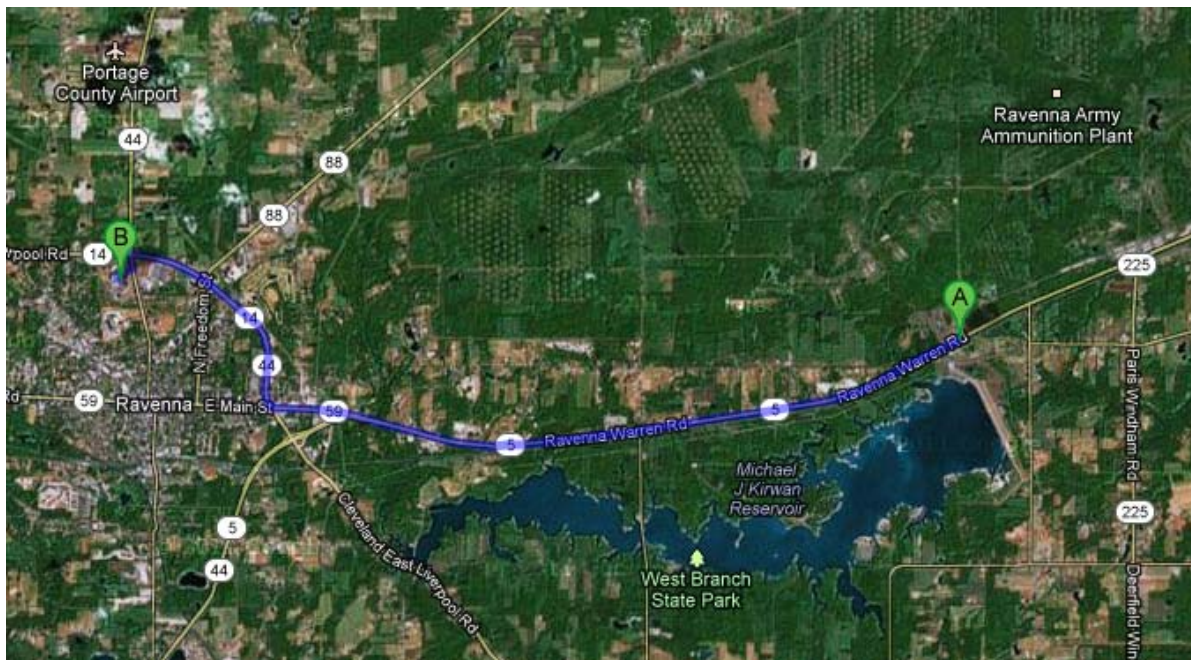 Portage
County Airport
44
88
88
Ravenna Army
Ammunition Plant
B
14
N Freedom St
14
44
A
225
Ravenna Warren Rd
Paris Windham Rd
59
Ravenna
E Main St
59
5
Ravenna Warren Rd
5
Michael
J Kirwan
Reservoir
Cleveland East Liverpool Rd
5
44
West Branch
State Park
225
Deerfield Win